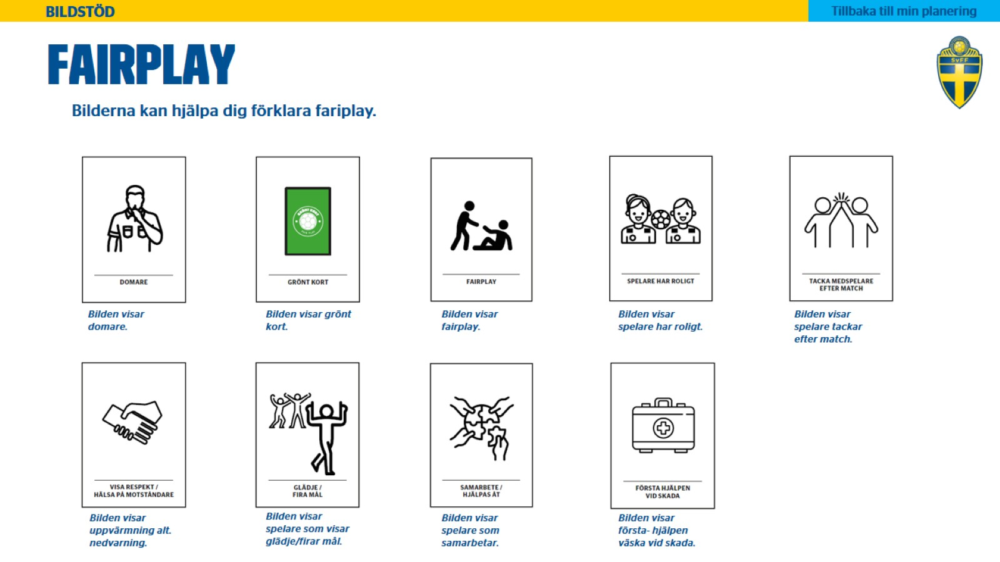 BILDSTÖD
Tillbaka till min planering
FAIRPLAY
SvFF
Bilderna kan hjälpa dig förklara fariplay.
GRÖNT KORT
FAIR PLAY
DOMARE
GRÖNT KORT
FAIRPLAY
SPELARE HAR ROLIGT
TACKA MEDSPELARE
EFTER MATCH
Bilden visar
domare.
Bilden visar grönt
kort.
Bilden visar
fairplay.
Bilden visar
spelare har roligt.
Bilden visar
spelare tackar
efter match.
VISA RESPEKT /
HÄLSA PÅ MOTSTÅNDARE
GLÄDJE /
FIRA MÅL
SAMARBETE /
HJÄLPAS ÅT
FÖRSTA HJÄLPEN
VID SKADA
Bilden visar
uppvärmning alt.
nedvarning.
Bilden visar
spelare som visar
glädje/firar mål.
Bilden visar
spelare som
samarbetar.
Bilden visar
första- hjälpen
väska vid skada.